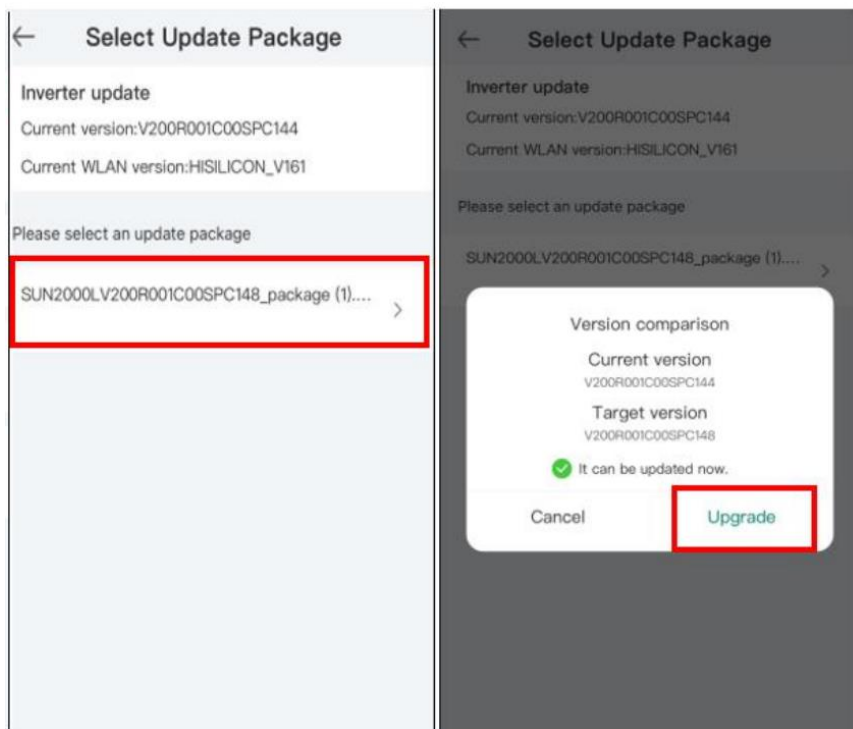 Select Update Package
Inverter update
Current version:V200R001C00SPC144
Current WLAN version:HISILICON_V161
Please select an update package
SUN2000LV200R001C00SPC148_package (1)....
Select Update Package
Inverter update
Current version:V200R001C00SPC144
Current WLAN version:HISILICON_V161
Please select an update package
SUN2000LV200R001C00SPC148_package (1)....
Version comparison
Current version
V200R001C00SPC144
Target version
V200R001C00SPC148
It can be updated now.
Cancel Upgrade